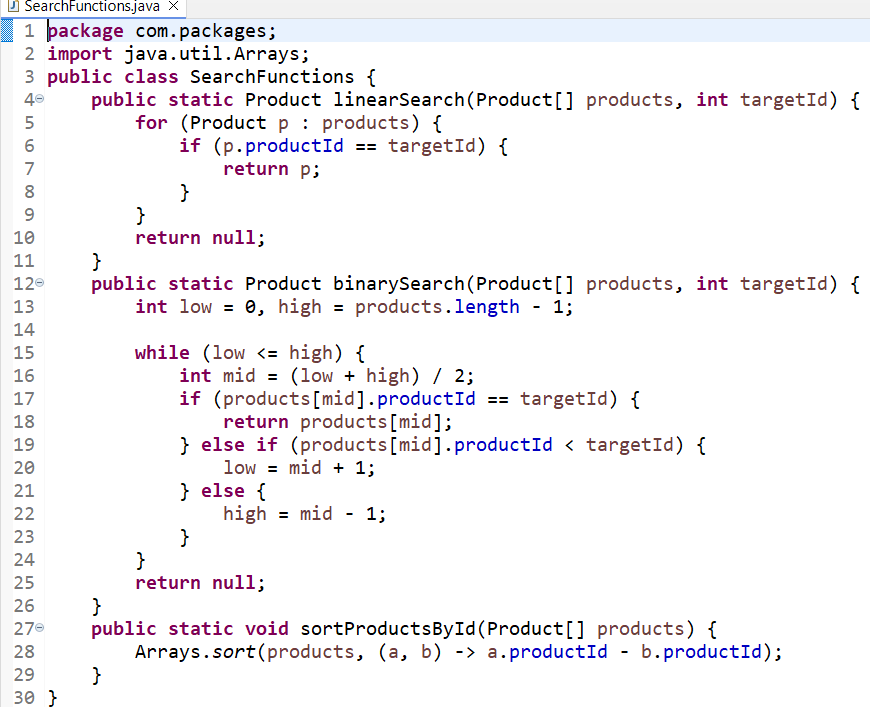 SearchFunctions.java
1 package com.packages;
2 import java.util.Arrays;
3 public class SearchFunctions {
4     public static Product linearSearch(Product[] products, int targetId) {
5         for (Product p : products) {
6             if (p.productId == targetId) {
7                 return p;
8             }
9         }
10         return null;
11     }
12     public static Product binarySearch(Product[] products, int targetId) {
13         int low = 0, high = products.length - 1;
14
15         while (low <= high) {
16             int mid = (low + high) / 2;
17             if (products[mid].productId == targetId) {
18                 return products[mid];
19             } else if (products[mid].productId < targetId) {
20                 low = mid + 1;
21             } else {
22                 high = mid - 1;
23             }
24         }
25         return null;
26     }
27     public static void sortProductsById(Product[] products) {
28         Arrays.sort(products, (a, b) -> a.productId - b.productId);
29     }
30 }